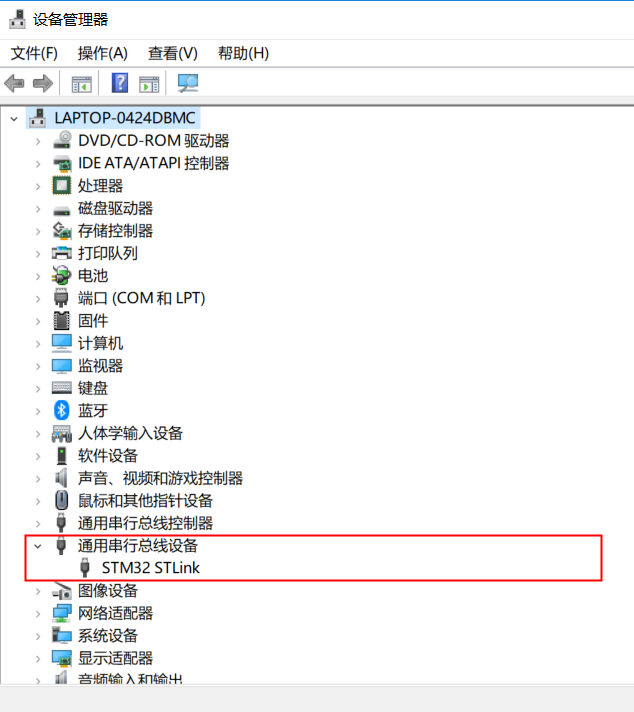 设备管理器
文件(F) 操作(A) 查看(V) 帮助(H)
LAPTOP-0424DBMC
DVD/CD-ROM 驱动器
IDE ATA/ATAPI 控制器
处理器
磁盘驱动器
存储控制器
打印队列
电池
端口 (COM 和 LPT)
固件
计算机
监视器
键盘
蓝牙
人体学输入设备
软件设备
声音、视频和游戏控制器
鼠标和其他指针设备
通用串行总线控制器
通用串行总线设备
STM32 STLink
图像设备
网络适配器
系统设备
显示适配器
音频输入和输出